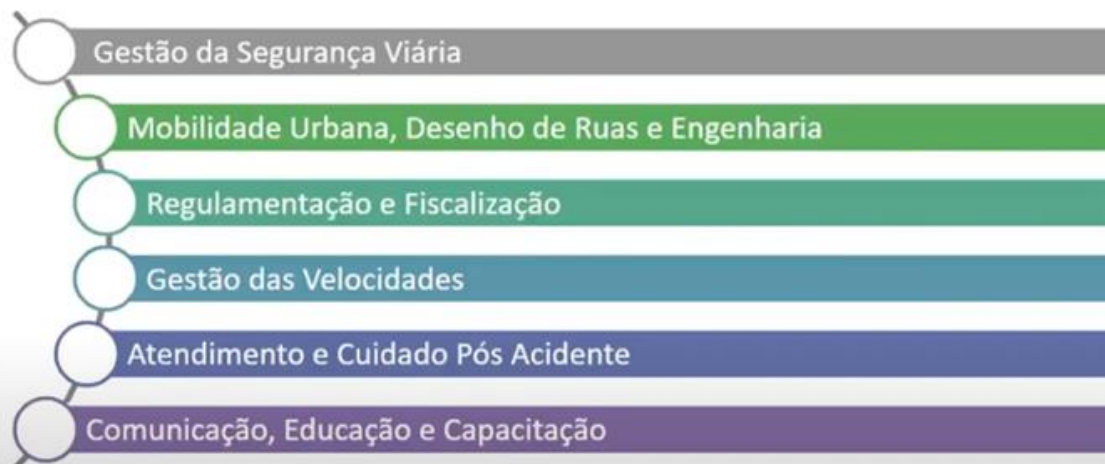 Gestão da Segurança Viária
Mobilidade Urbana, Desenho de Ruas e Engenharia
Regulamentação e Fiscalização
Gestão das Velocidades
Atendimento e Cuidado Pós Acidente
Comunicação, Educação e Capacitação